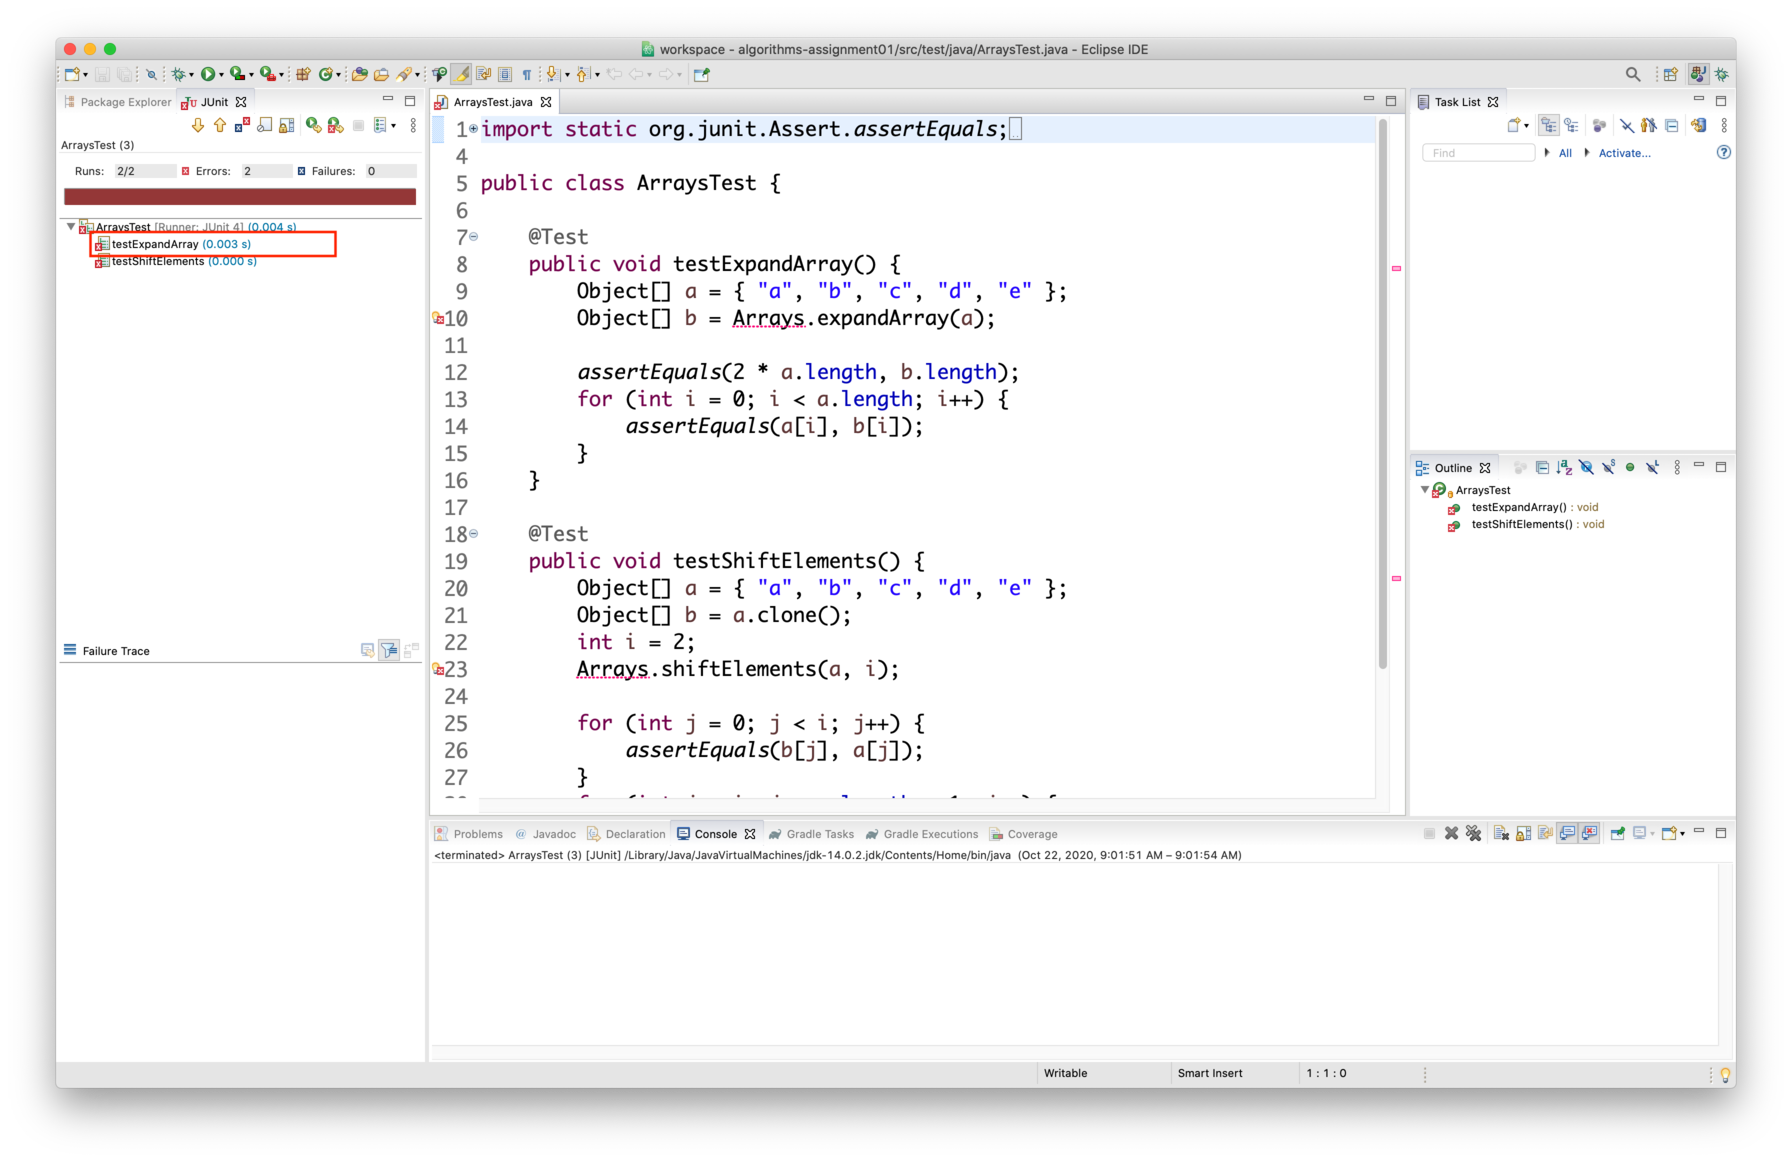 workspace - algorithms-assignment01/src/test/java/ArraysTest.java - Eclipse IDE
Package Explorer JUnit
ArraysTest (3)
Runs: 2/2 Errors: 2 Failures: 0
ArraysTest [Runner: JUnit 4] (0.004 s)
testExpandArray (0.003 s)
testShiftElements (0.000 s)
Failure Trace
ArraysTest.java
1 import static org.junit.Assert.assertEquals;
4
5 public class ArraysTest {
6
7 @Test
8 public void testExpandArray() {
9 Object[] a = { "a", "b", "c", "d", "e" };
10 Object[] b = Arrays.expandArray(a);
11
12 assertEquals(2 * a.length, b.length);
13 for (int i = 0; i < a.length; i++) {
14 assertEquals(a[i], b[i]);
15 }
16 }
17
18 @Test
19 public void testShiftElements() {
20 Object[] a = { "a", "b", "c", "d", "e" };
21 Object[] b = a.clone();
22 int i = 2;
23 Arrays.shiftElements(a, i);
24
25 for (int j = 0; j < i; j++) {
26 assertEquals(b[j], a[j]);
27 }
Task List
Find All Activate...
Outline
ArraysTest
testExpandArray() : void
testShiftElements() : void
Problems @ Javadoc Declaration Console Gradle Tasks Gradle Executions Coverage
<terminated> ArraysTest (3) [JUnit] /Library/Java/JavaVirtualMachines/jdk-14.0.2.jdk/Contents/Home/bin/java (Oct 22, 2020, 9:01:51 AM – 9:01:54 AM)
Writable Smart Insert 1 : 1 : 0